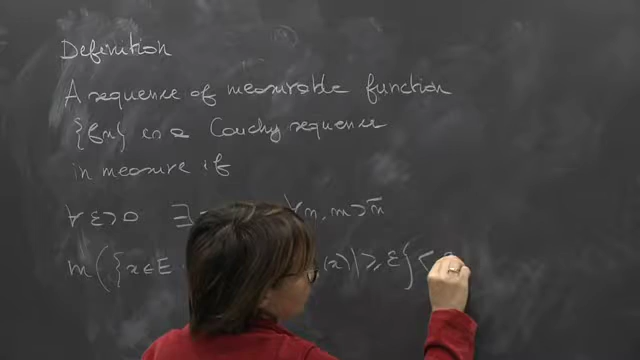 Definition
A sequence of measurable function
{fn} is a Cauchy sequence
in measure if
∀ ε>0 ∃ ∀ n, m > n̄
m({x∈E (x)| ≥ ε} <